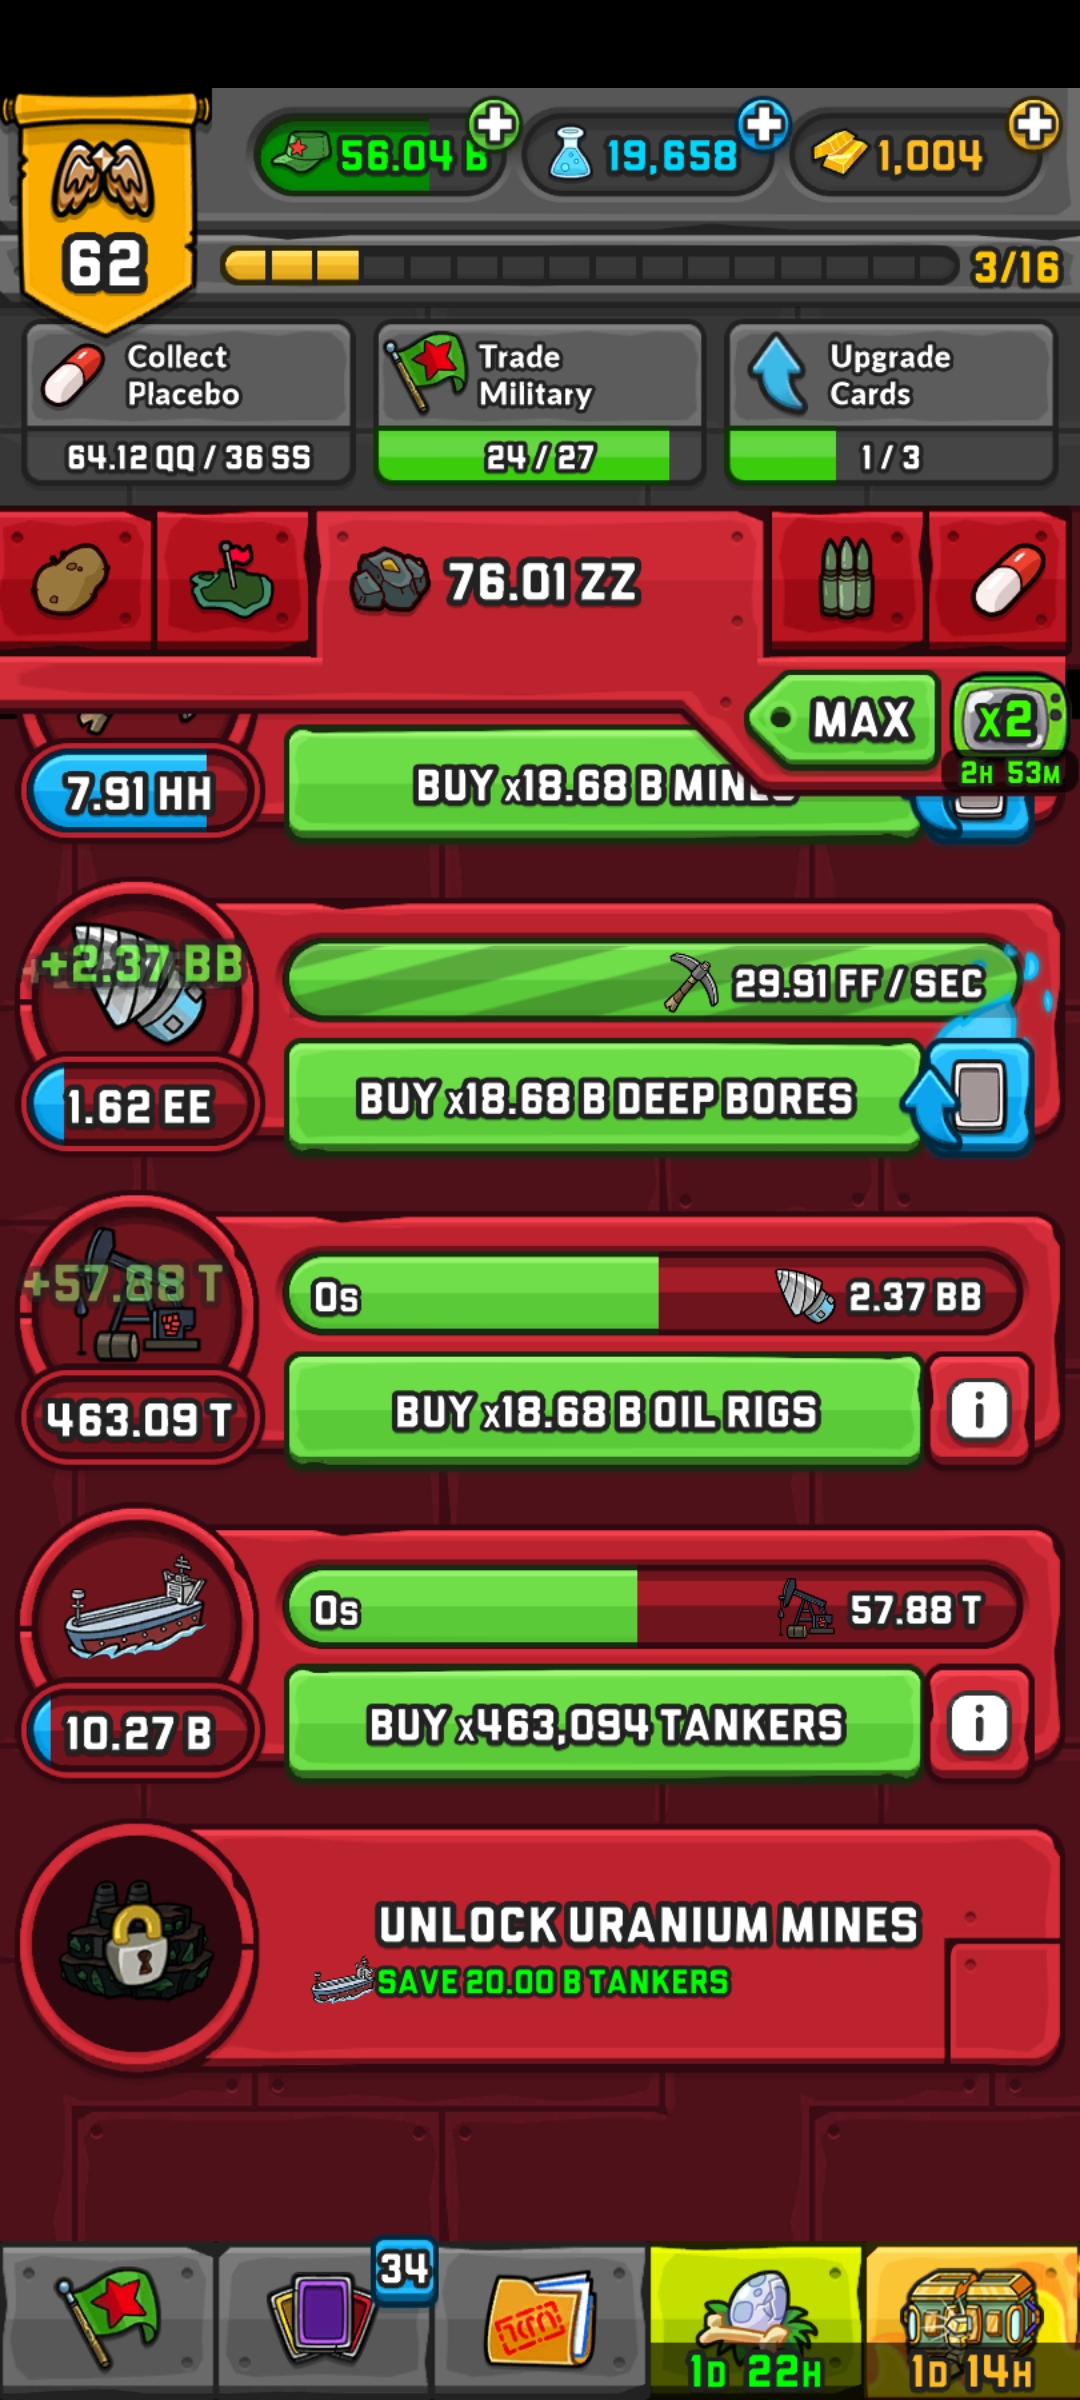 56.04 B
19,658
1,004
62
3/16
Collect
Placebo
64.12 QQ / 36 SS
Trade
Military
24 / 27
Upgrade
Cards
1 / 3
76.01 ZZ
MAX
x2
2H 53M
7.91 HH
BUY x18.68 B
+2.37 BB
29.91 FF / SEC
1.62 EE
BUY x18.68 B DEEP BORES
+57.88 T
0s
2.37 BB
463.09 T
BUY x18.68 B OIL RIGS
i
0s
57.88 T
10.27 B
BUY x463,094 TANKERS
i
UNLOCK URANIUM MINES
SAVE 20.00 B TANKERS
34
1D 22H
1D 14H